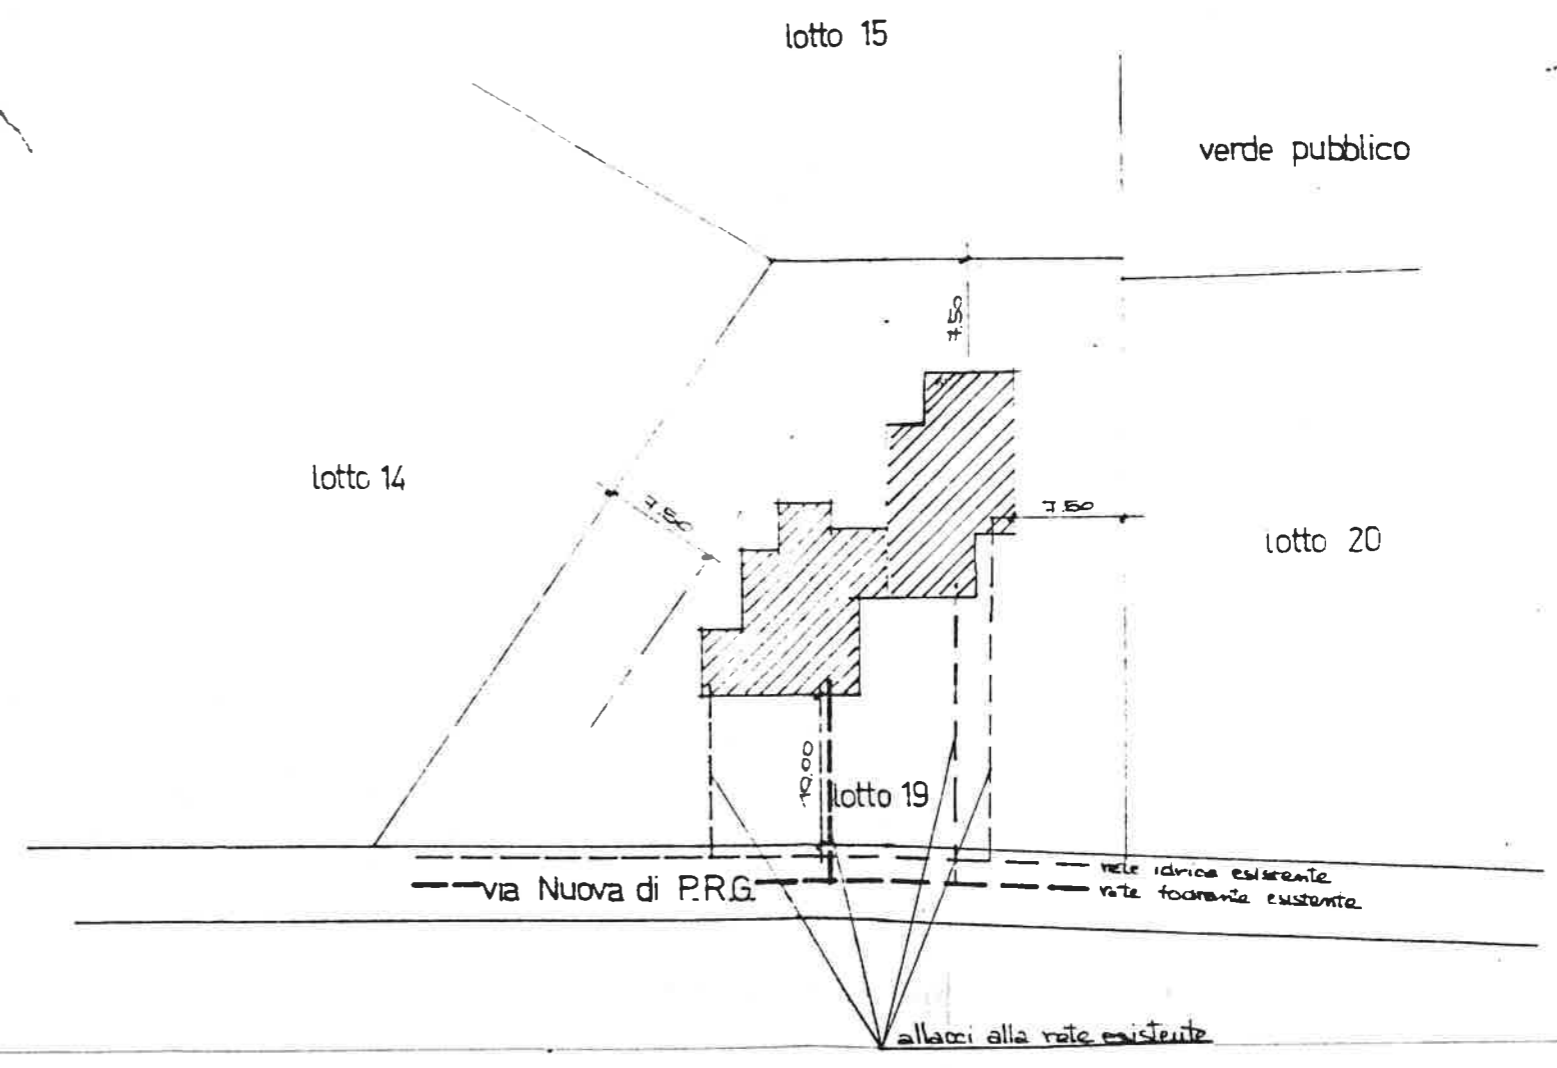 lotto 15
verde pubblico
7.50
lotto 14
7.50
7.50
lotto 20
10.00
lotto 19
rete idrica esistente
via Nuova di P.R.G.
rete fognante esistente
allacci alla rete esistente